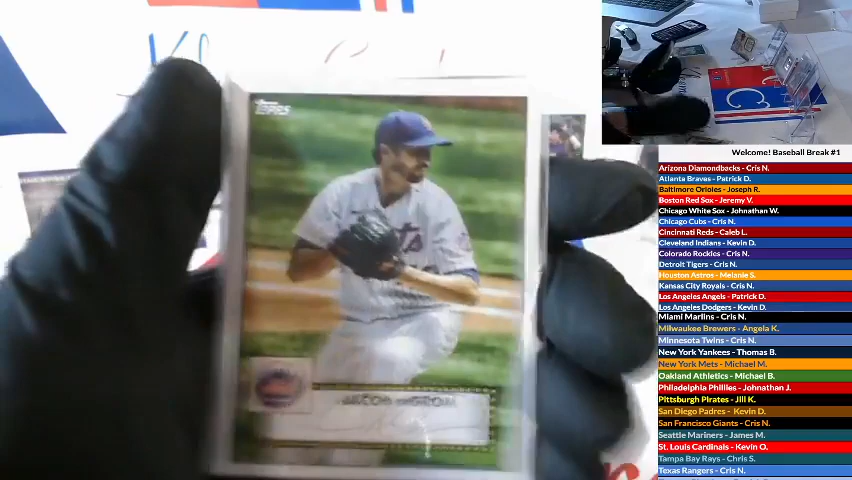 TOPPS
JACOB deGROM
Mets
Welcome! Baseball Break #1
Arizona Diamondbacks - Cris N.
Atlanta Braves - Patrick D.
Baltimore Orioles - Joseph R.
Boston Red Sox - Jeremy V.
Chicago White Sox - Johnathan W.
Chicago Cubs - Cris N.
Cincinnati Reds - Caleb L.
Cleveland Indians - Kevin D.
Colorado Rockies - Cris N.
Detroit Tigers - Cris N.
Houston Astros - Melanie S.
Kansas City - Cris N.
Los Angeles Angels - Patrick D.
Los Angeles Dodgers - Kevin D.
Miami Marlins - Cris N.
Milwaukee Brewers - Angela K.
Minnesota Twins - Cris N.
New York Yankees - Thomas B.
New York Mets - Michael M.
Oakland Athletics - Michael B.
Philadelphia Phillies - Johnathan J.
Pittsburgh Pirates - Jill K.
San Diego Padres - Kevin D.
San Francisco Giants - Cris N.
Seattle Mariners - James M.
St. Louis Cardinals - Kevin O.
Tampa Bay Rays - Chris S.
Texas Rangers - Cris N.